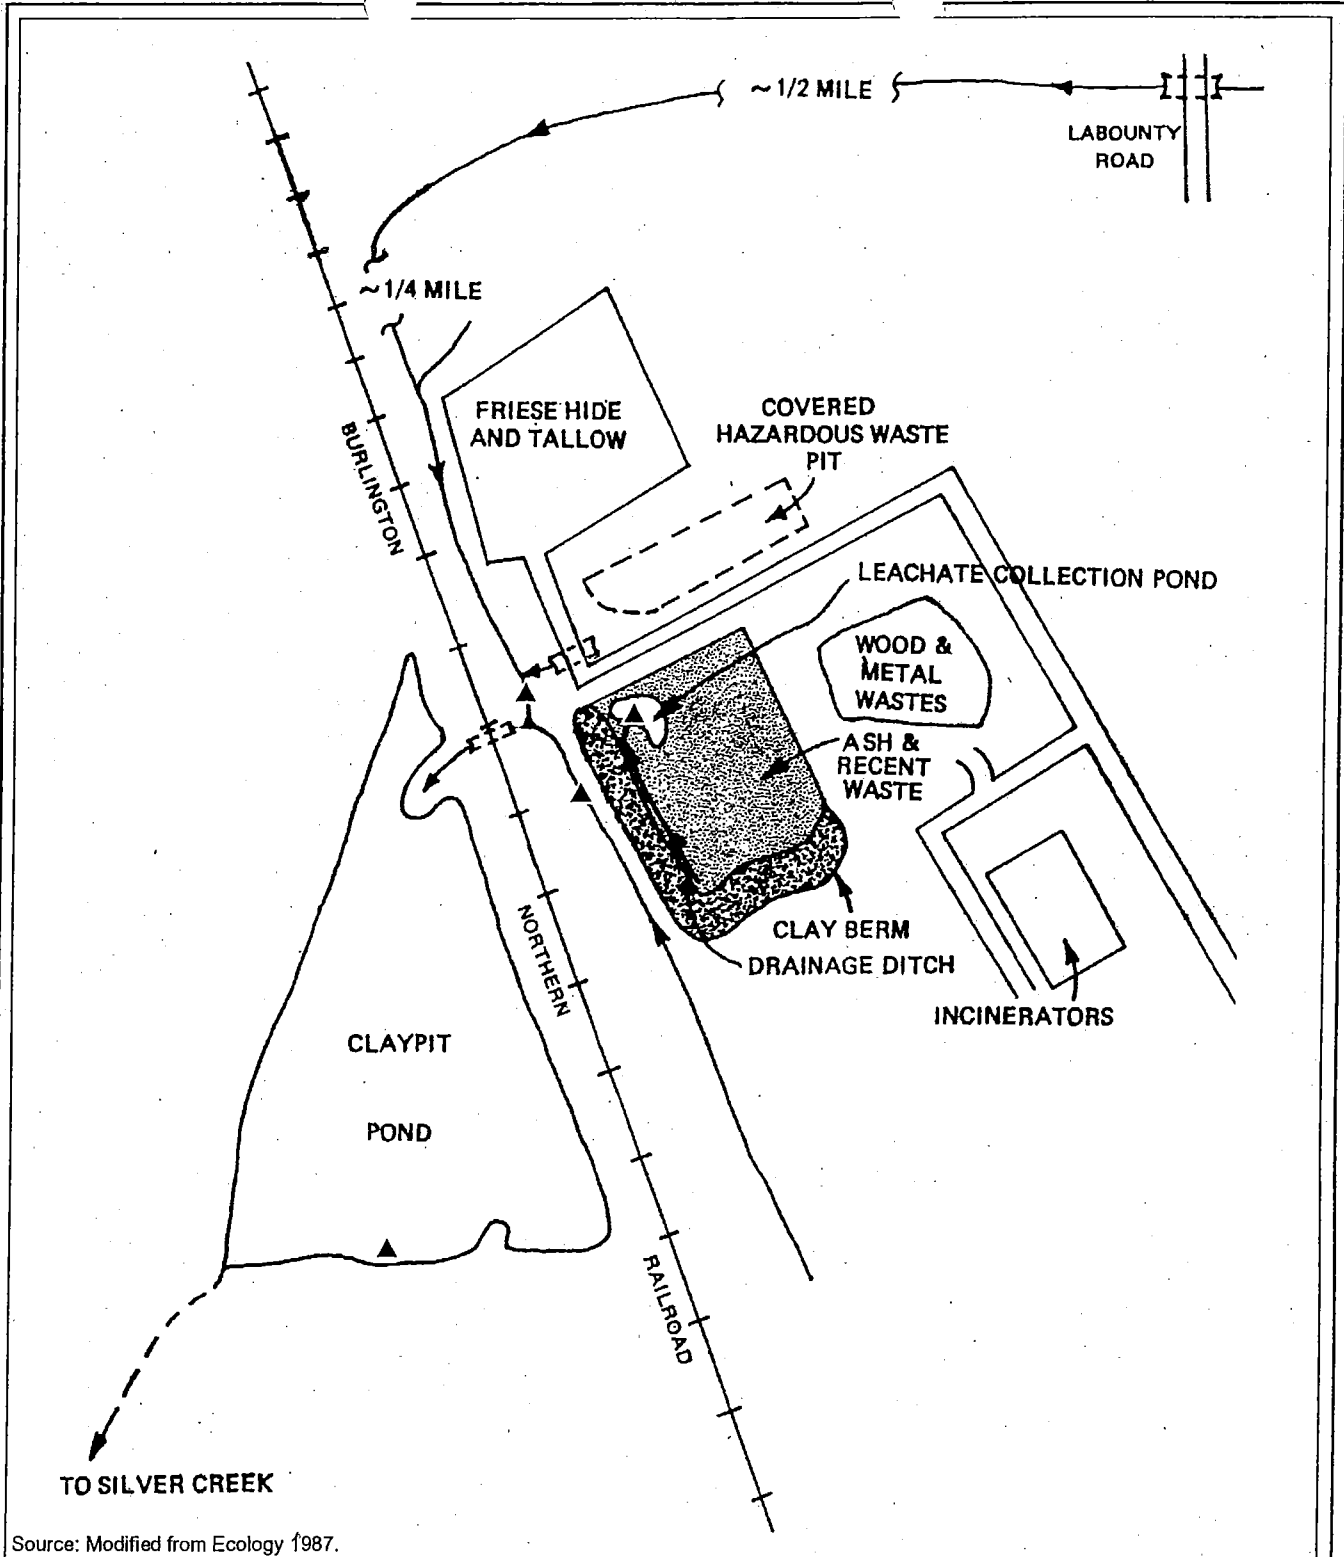 ~1/2 MILE
LABOUNTY
ROAD
~1/4 MILE
FRIESE HIDE
AND TALLOW
COVERED
HAZARDOUS WASTE
PIT
BURLINGTON
LEACHATE COLLECTION POND
WOOD &
METAL
WASTES
ASH &
RECENT
WASTE
NORTHERN
CLAY BERM
DRAINAGE DITCH
INCINERATORS
CLAYPIT
POND
RAILROAD
TO SILVER CREEK
Source: Modified from Ecology 1987.